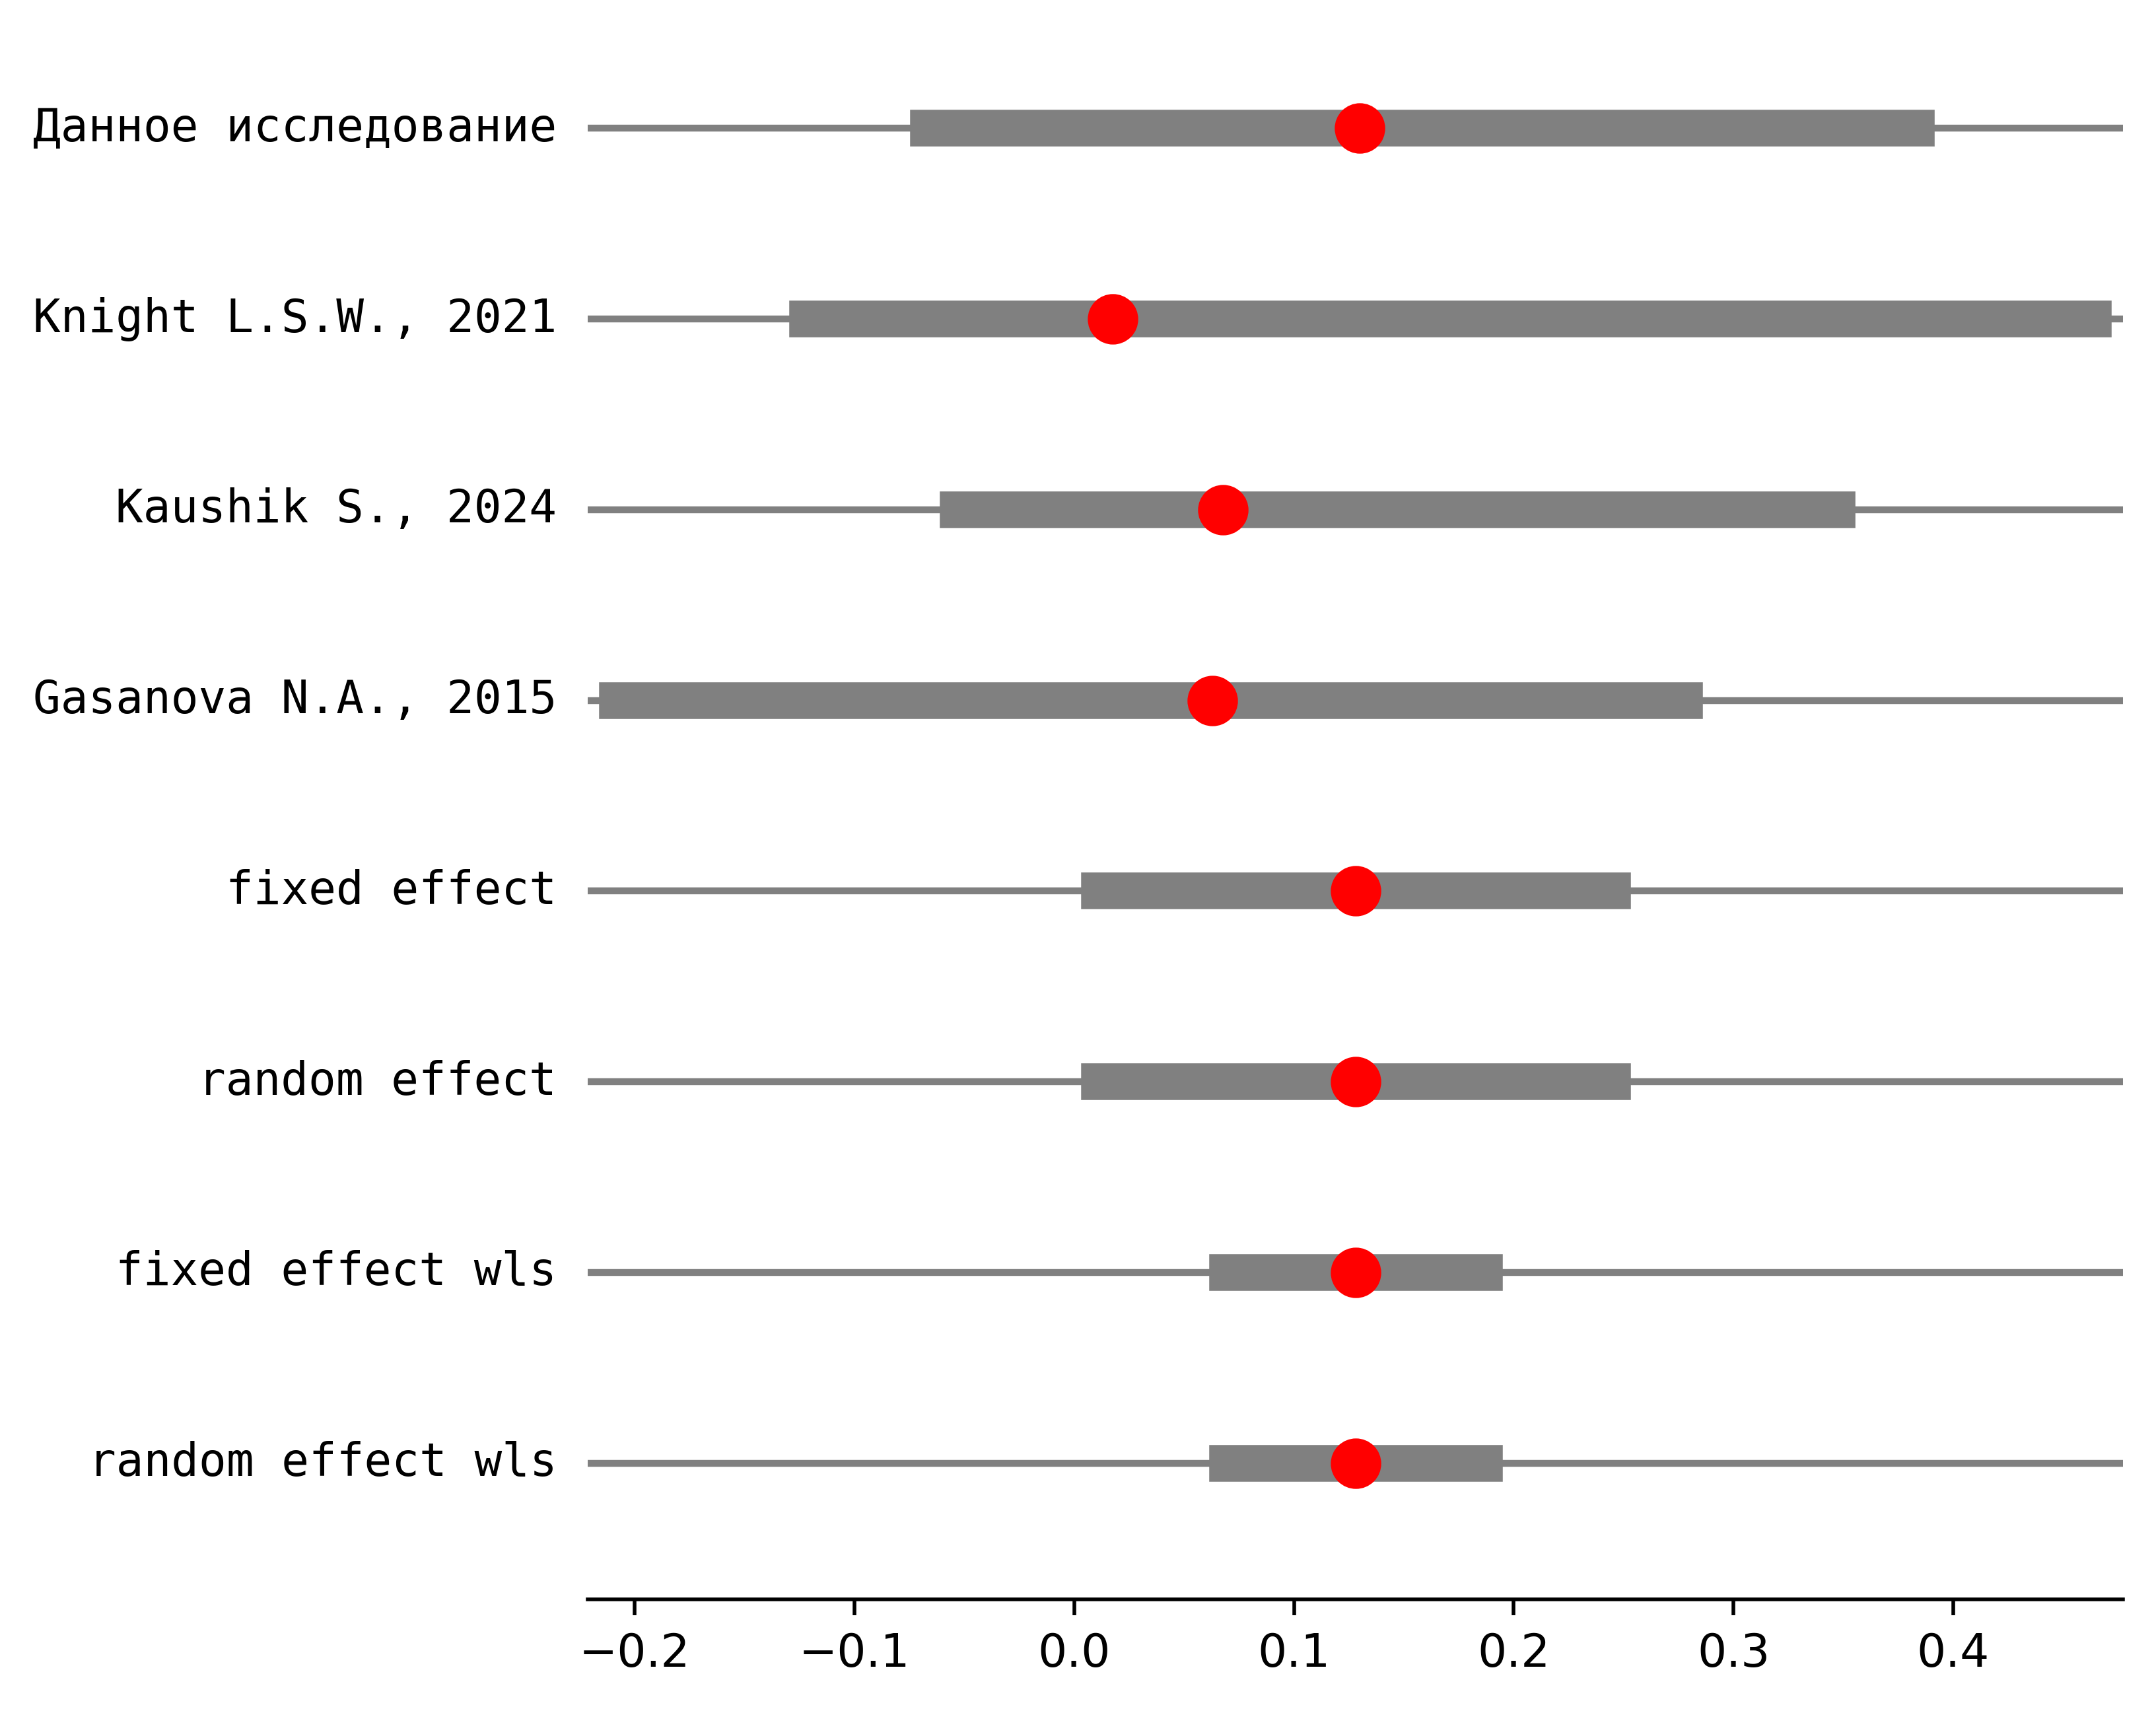 Данное исследование
Knight L.S.W., 2021
Kaushik S., 2024
Gasanova N.A., 2015
fixed effect
random effect
fixed effect wls
random effect wls
−0.2 −0.1 0.0 0.1 0.2 0.3 0.4